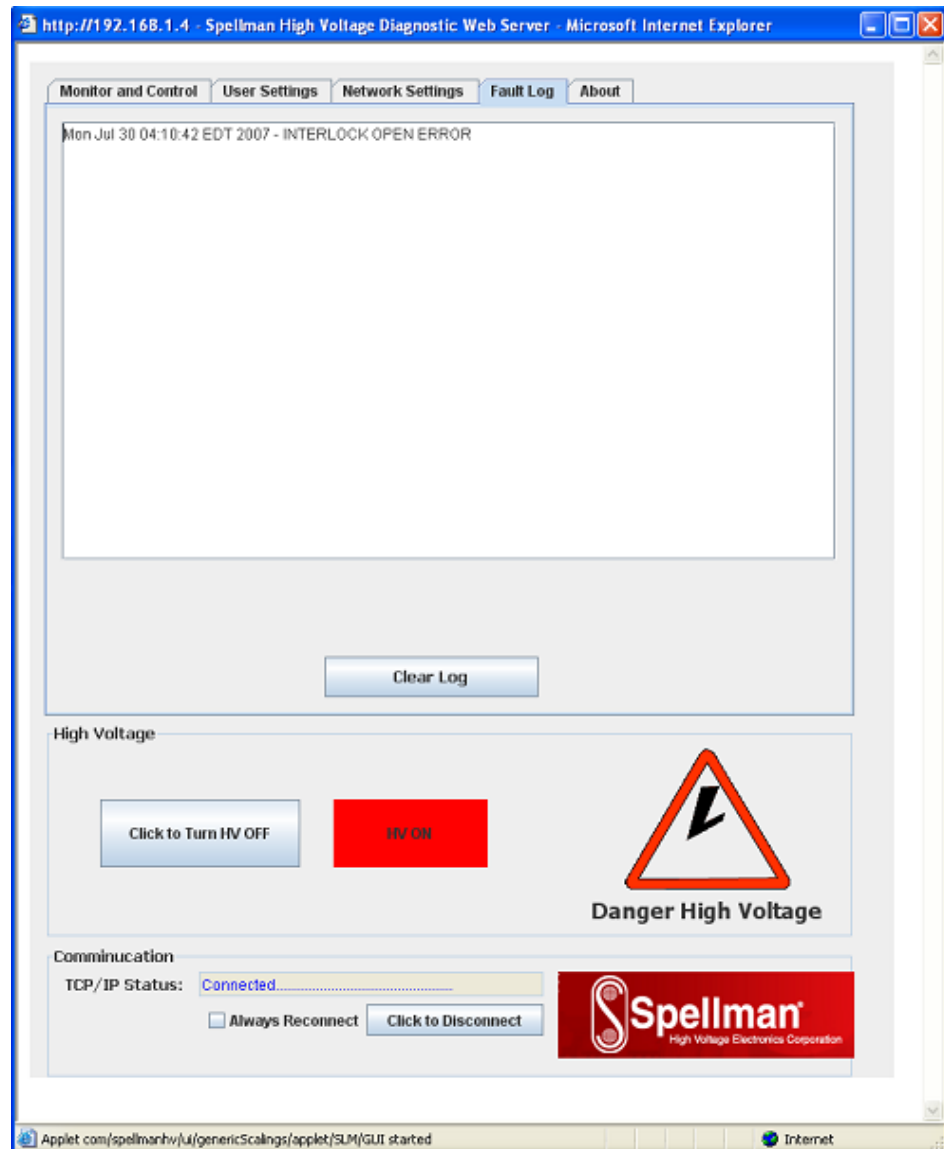 http://192.168.1.4 - Spellman High Voltage Diagnostic Web Server - Microsoft Internet Explorer
Monitor and Control User Settings Network Settings Fault Log About
Mon Jul 30 04:10:42 EDT 2007 - INTERLOCK OPEN ERROR
Clear Log
High Voltage
Click to Turn HV OFF HV ON
Danger High Voltage
Comminucation
TCP/IP Status: Connected..................................................
Always Reconnect Click to Disconnect
Spellman
High Voltage Electronics Corporation
Applet com/spellmanhv/ui/genericScalings/applet/SLM/GUI started Internet